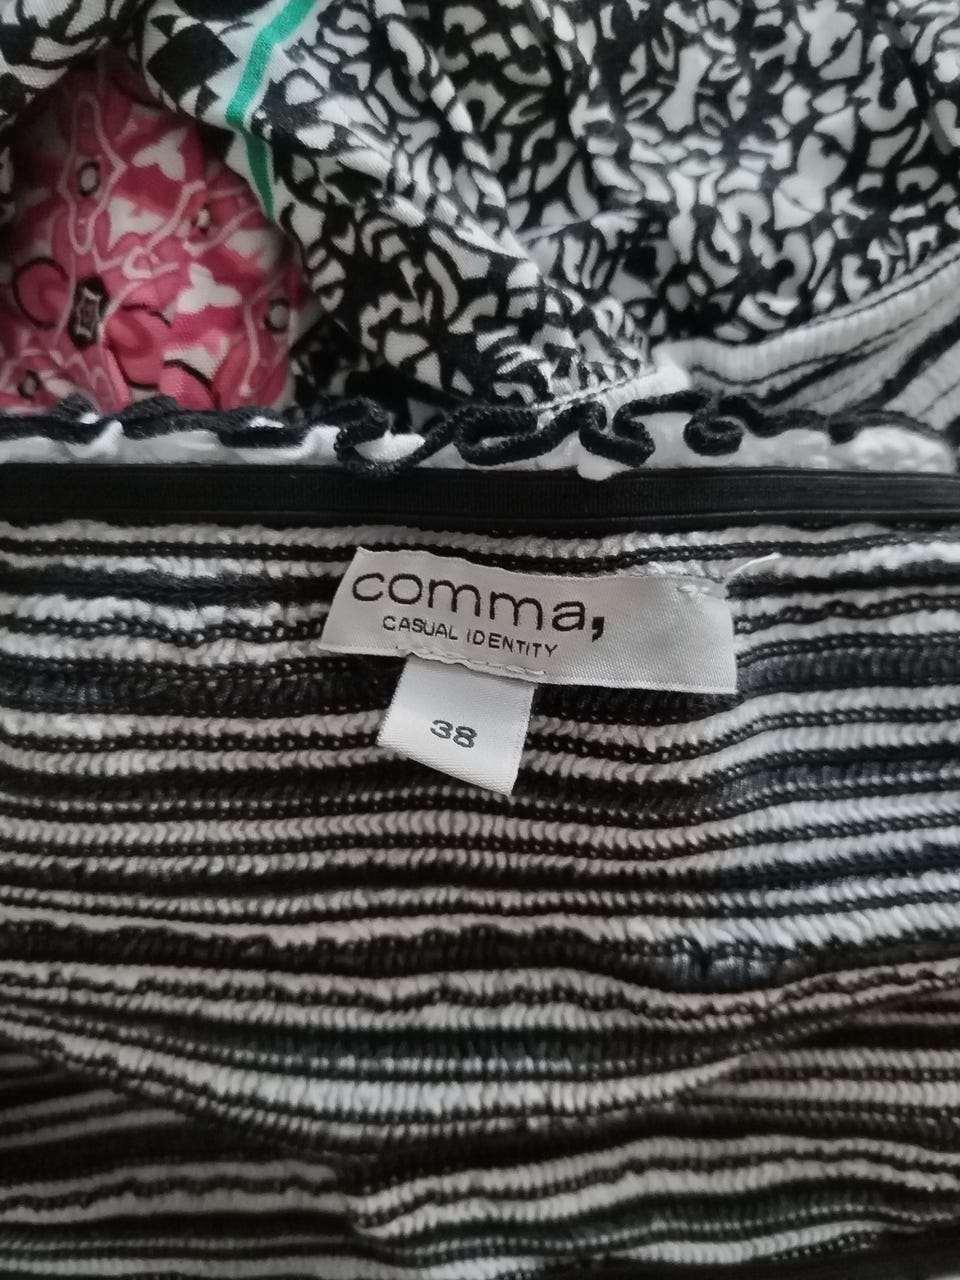 comma,
CASUAL IDENTITY
38